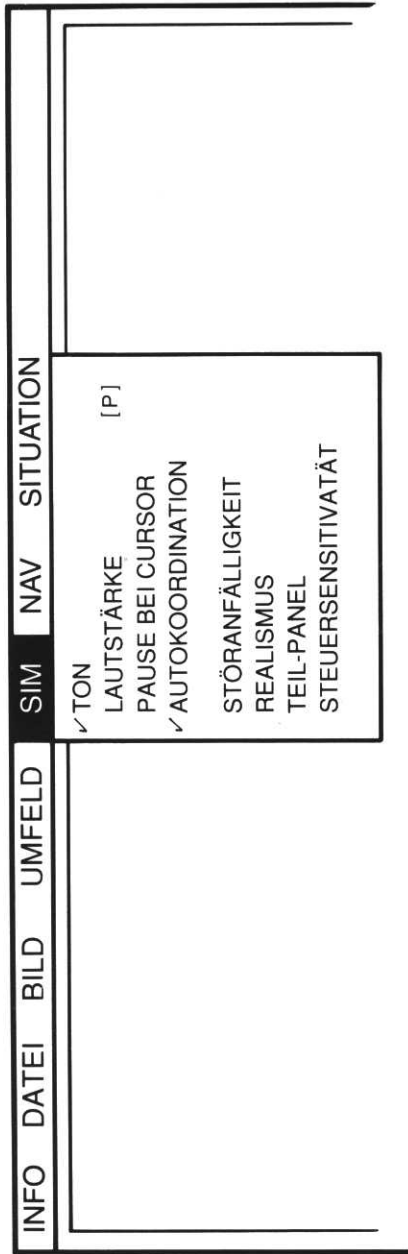 INFO DATEI BILD UMFELD SIM NAV SITUATION
✓TON
LAUTSTÄRKE [P]
PAUSE BEI CURSOR
✓AUTOKOORDINATION
STÖRANFÄLLIGKEIT
REALISMUS
TEIL-PANEL
STEUERSENSITIVATÄT